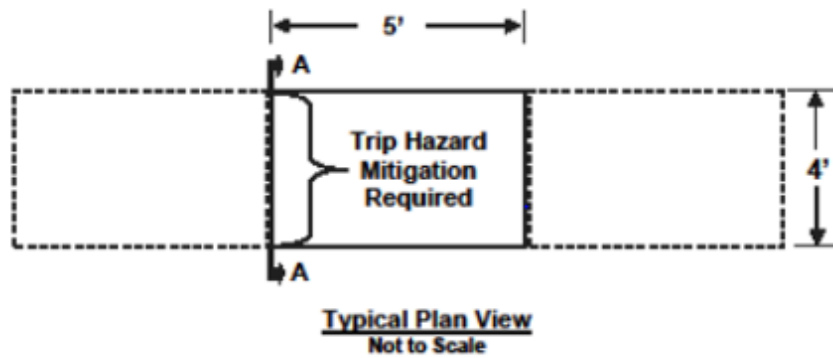 5'
A
Trip Hazard
Mitigation
Required
4'
A
Typical Plan View
Not to Scale